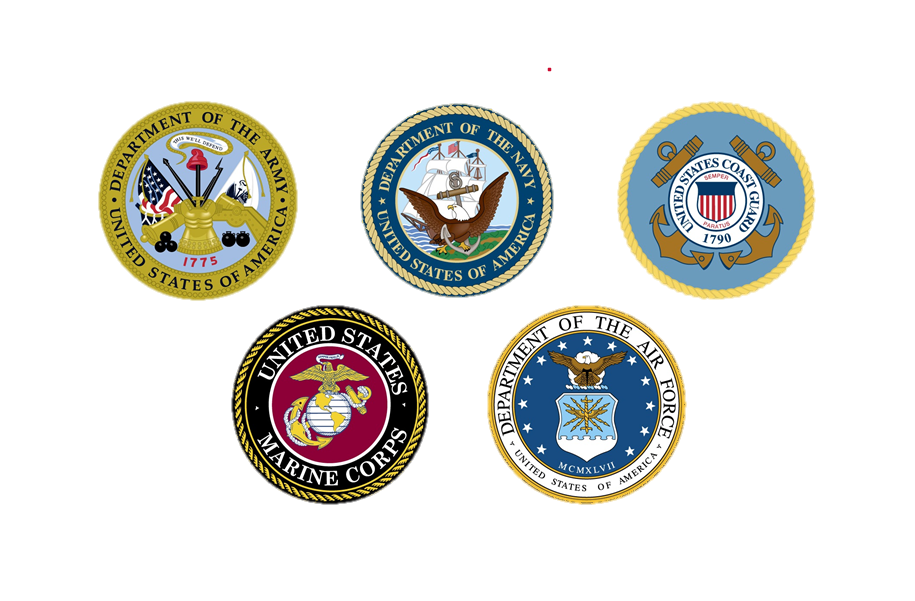 DEPARTMENT OF THE ARMY
THIS WE'LL DEFEND
1775
UNITED STATES OF AMERICA
DEPARTMENT OF THE NAVY
UNITED STATES OF AMERICA
UNITED STATES COAST GUARD
SEMPER
PARATUS
1790
UNITED STATES
MARINE CORPS
DEPARTMENT OF THE AIR FORCE
MCMXLVII
UNITED STATES OF AMERICA